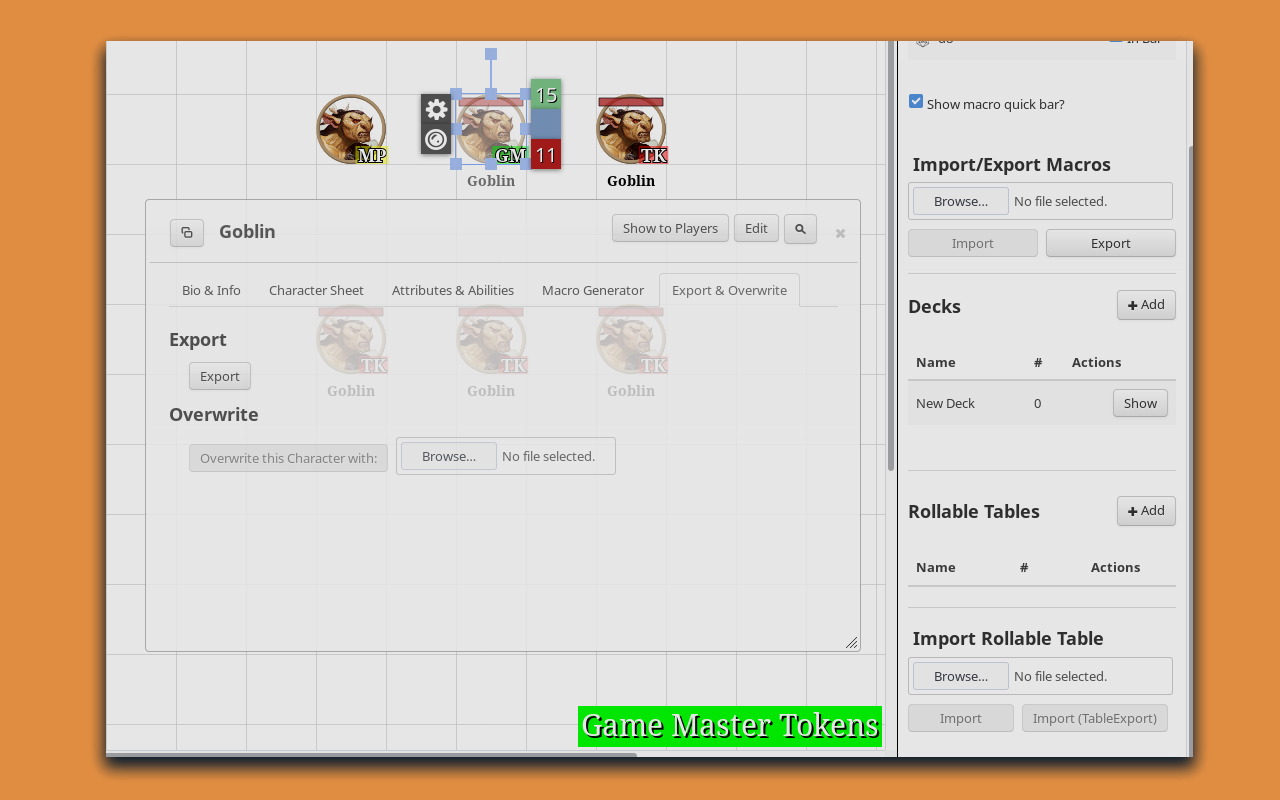 Show macro quick bar?
MP
GM
15
11
TK
Goblin
Goblin
Goblin
Show to Players
Edit
Bio & Info
Character Sheet
Attributes & Abilities
Macro Generator
Export & Overwrite
TK
TK
TK
Goblin
Goblin
Goblin
Export
Export
Overwrite
Overwrite this Character with:
Browse...
No file selected.
Game Master Tokens
Import/Export Macros
Browse...
No file selected.
Import
Export
Decks
Add
Name
#
Actions
New Deck
0
Show
Rollable Tables
Add
Name
#
Actions
Import Rollable Table
Browse...
No file selected.
Import
Import (TableExport)